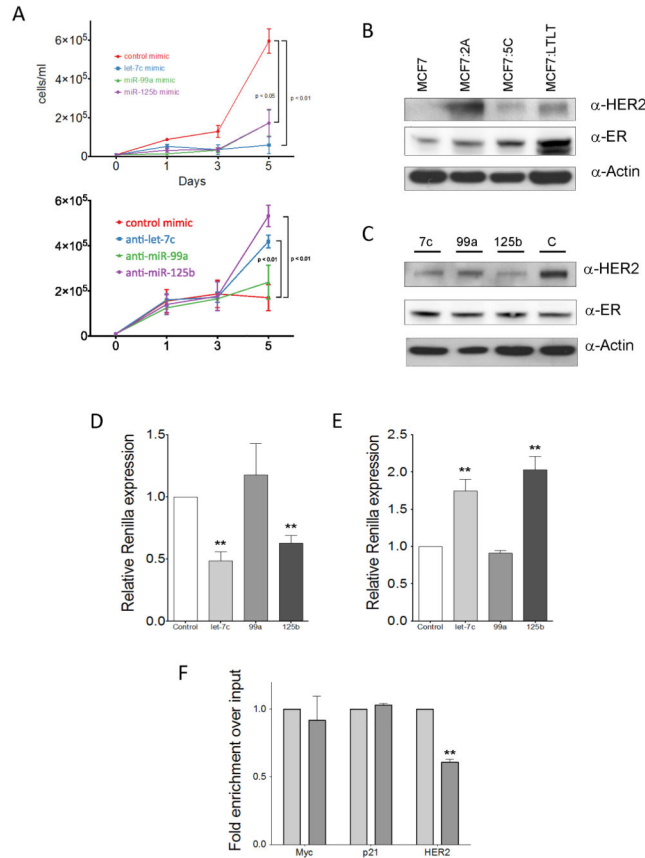 A
6×10⁵
4×10⁵
2×10⁵
0
cells/ml
control mimic
let-7c mimic
miR-99a mimic
miR-125b mimic
p < 0.05
p < 0.01
0 1 3 5
Days
6×10⁵
4×10⁵
2×10⁵
0
control mimic
anti-let-7c
anti-miR-99a
anti-miR-125b
p < 0.01
p < 0.01
0 1 3 5
B
MCF7
MCF7:2A
MCF7:5C
MCF7:LTLT
α-HER2
α-ER
α-Actin
C
7c 99a 125b C
α-HER2
α-ER
α-Actin
D
Relative Renilla expression
1.5
1.0
0.5
0.0
**
**
Control let-7c 99a 125b
E
Relative Renilla expression
2.5
2.0
1.5
1.0
0.5
0.0
**
**
Control let-7c 99a 125b
F
Fold enrichment over input
1.0
0.5
0.0
**
Myc p21 HER2